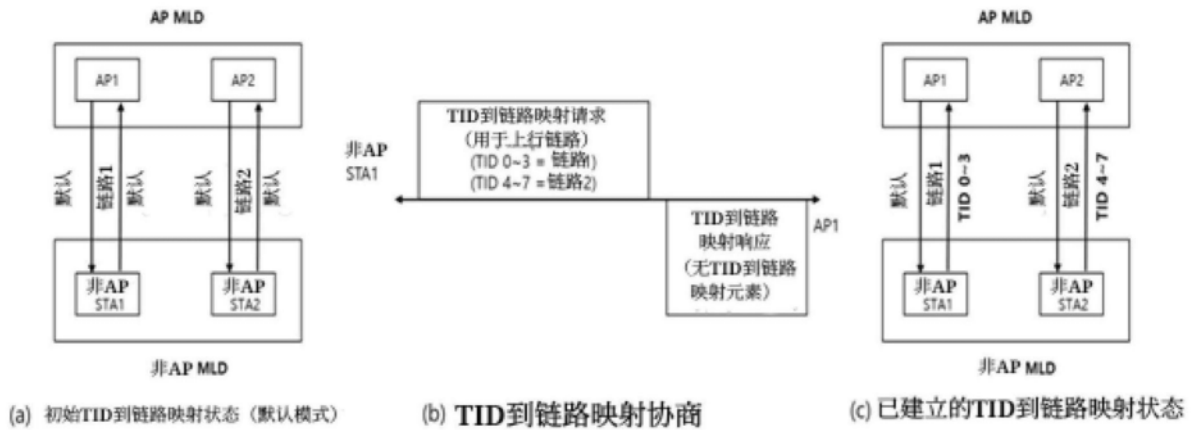 AP MLD
AP1
AP2
默认
链路1
默认
默认
链路2
默认
非AP
STA1
非AP
STA2
非AP MLD
(a) 初始TID到链路映射状态（默认模式）
TID到链路映射请求
（用于上行链路）
(TID 0~3 = 链路1)
(TID 4~7 = 链路2)
非AP
STA1
AP1
TID到链路
映射响应
（无TID到链路
映射元素）
(b) TID到链路映射协商
AP MLD
AP1
AP2
默认
链路1
TID 0~3
默认
链路2
TID 4~7
非AP
STA1
非AP
STA2
非AP MLD
(c) 已建立的TID到链路映射状态